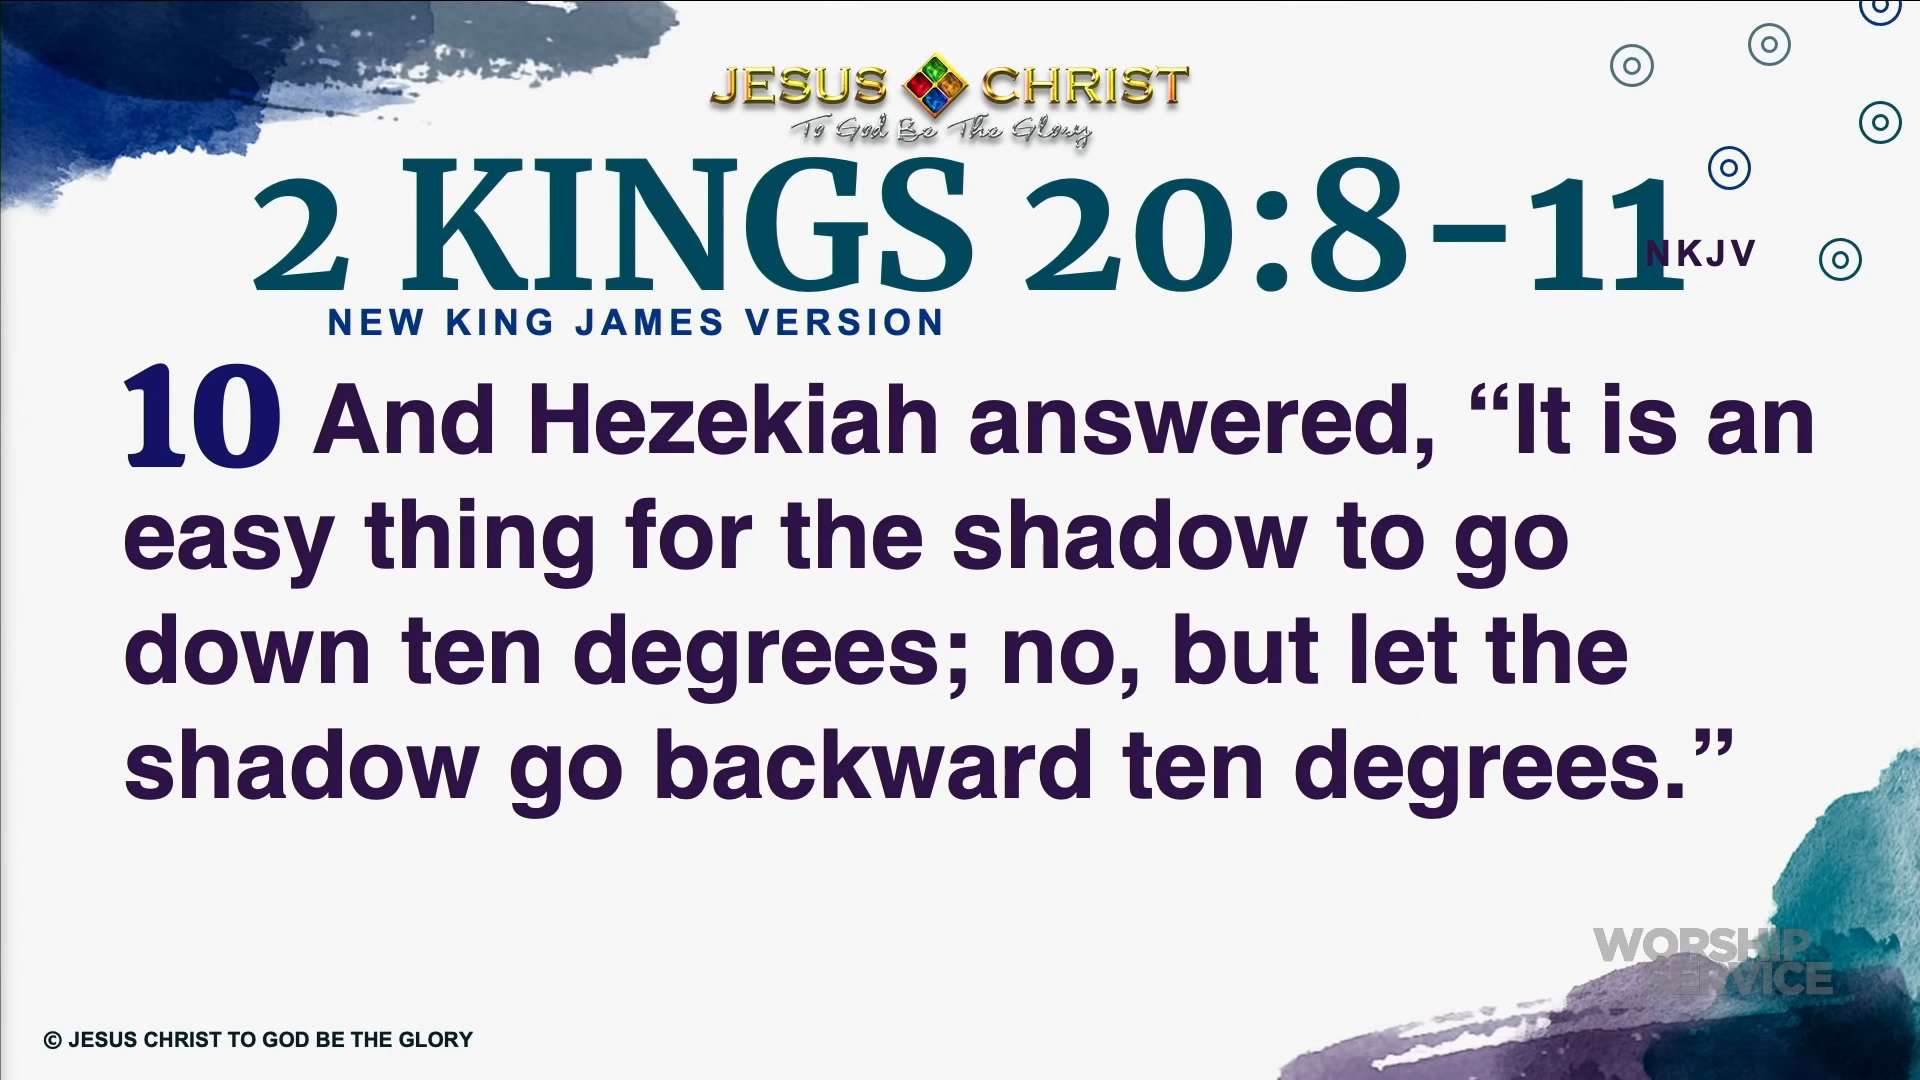 JESUS CHRIST
To God Be The Glory
2 KINGS 20:8–11
NKJV
NEW KING JAMES VERSION
10 And Hezekiah answered, “It is an
easy thing for the shadow to go
down ten degrees; no, but let the
shadow go backward ten degrees.”
WORSHIP
SERVICE
© JESUS CHRIST TO GOD BE THE GLORY